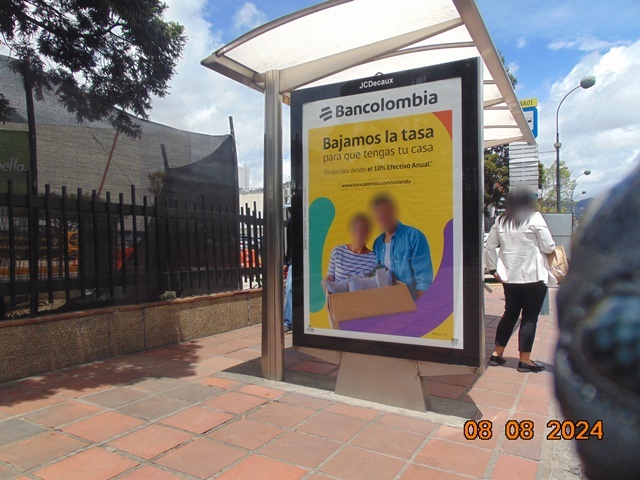 JCDecaux
Bancolombia
Bajamos la tasa
para que tengas tu casa
Finánciala desde el 10% Efectivo Anual.*
www.bancolombia.com/vivienda
08 08 2024